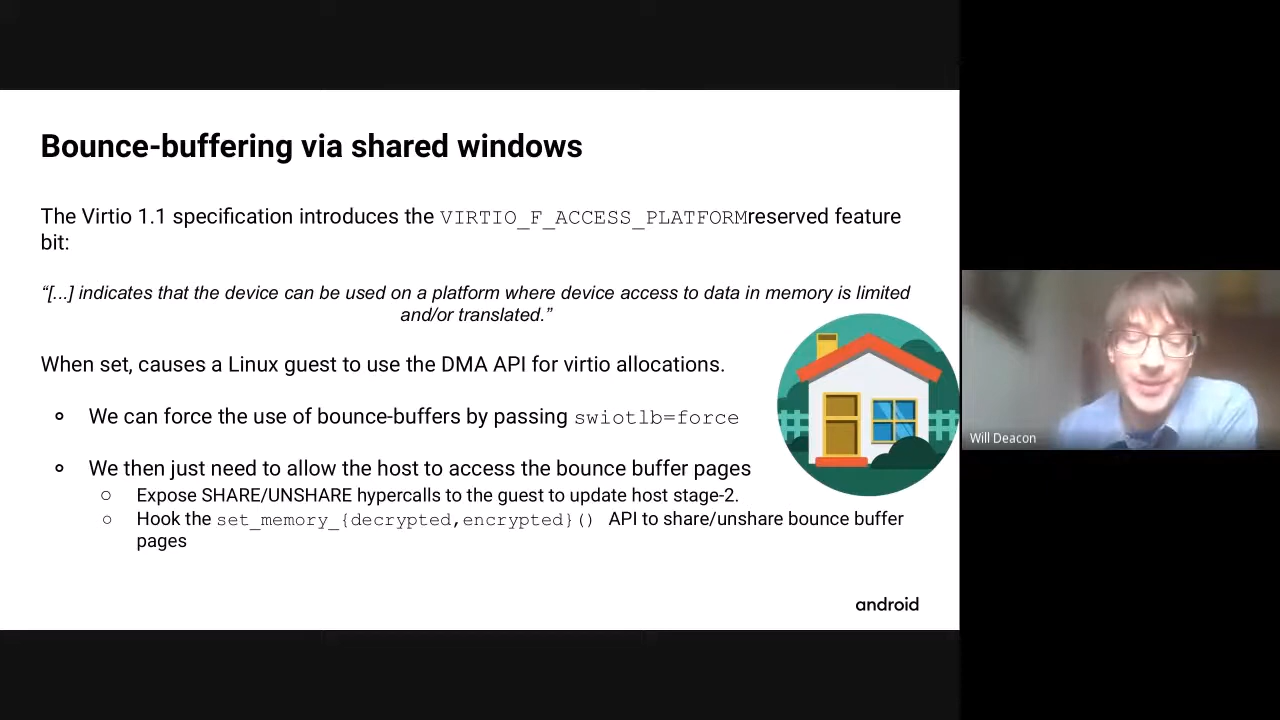 Bounce-buffering via shared windows
The Virtio 1.1 specification introduces the VIRTIO_F_ACCESS_PLATFORMreserved feature
bit:
“[...] indicates that the device can be used on a platform where device access to data in memory is limited
and/or translated.”
When set, causes a Linux guest to use the DMA API for virtio allocations.
We can force the use of bounce-buffers by passing swiotlb=force
We then just need to allow the host to access the bounce buffer pages
Expose SHARE/UNSHARE hypercalls to the guest to update host stage-2.
Hook the set_memory_{decrypted,encrypted}() API to share/unshare bounce buffer
pages
android
Will Deacon